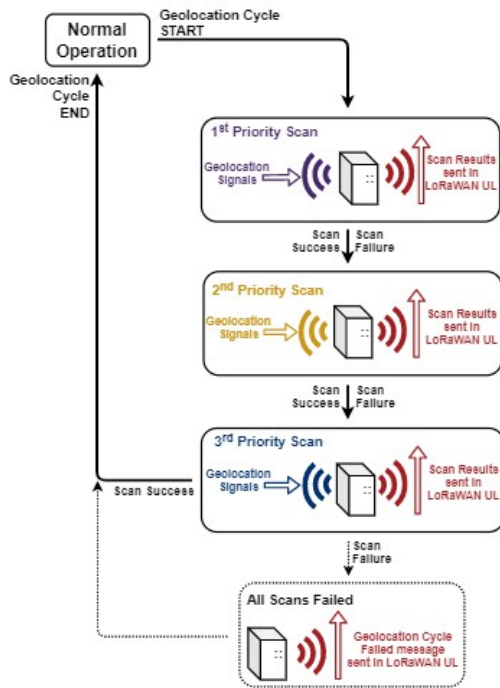 Normal
Operation
Geolocation Cycle
START
Geolocation
Cycle
END
1st Priority Scan
Geolocation
Signals
Scan Results
sent in
LoRaWAN UL
Scan
Success
Scan
Failure
2nd Priority Scan
Geolocation
Signals
Scan Results
sent in
LoRaWAN UL
Scan
Success
Scan
Failure
3rd Priority Scan
Geolocation
Signals
Scan Results
sent in
LoRaWAN UL
Scan Success
Scan
Failure
All Scans Failed
Geolocation Cycle
Failed message
sent in LoRaWAN UL